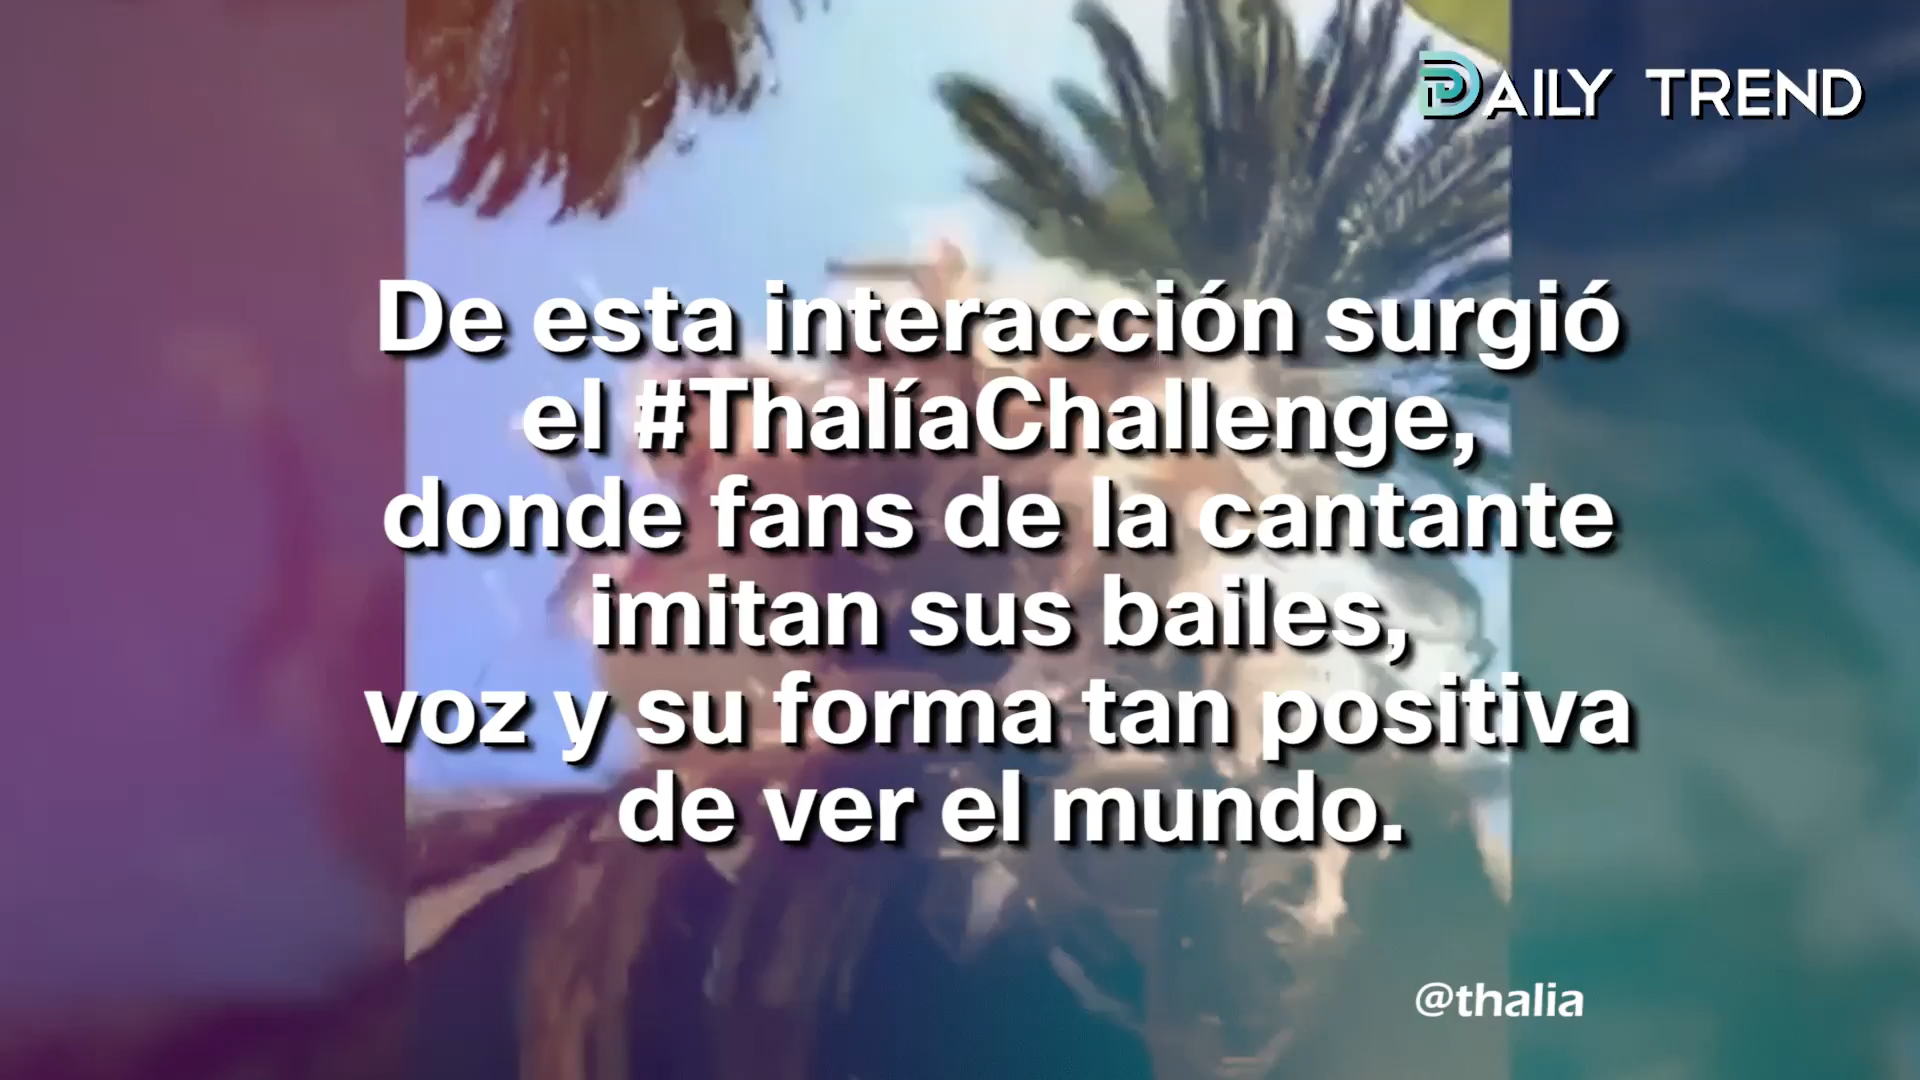 DAILY TREND
De esta interacción surgió
el #ThalíaChallenge,
donde fans de la cantante
imitan sus bailes,
voz y su forma tan positiva
de ver el mundo.
@thalia